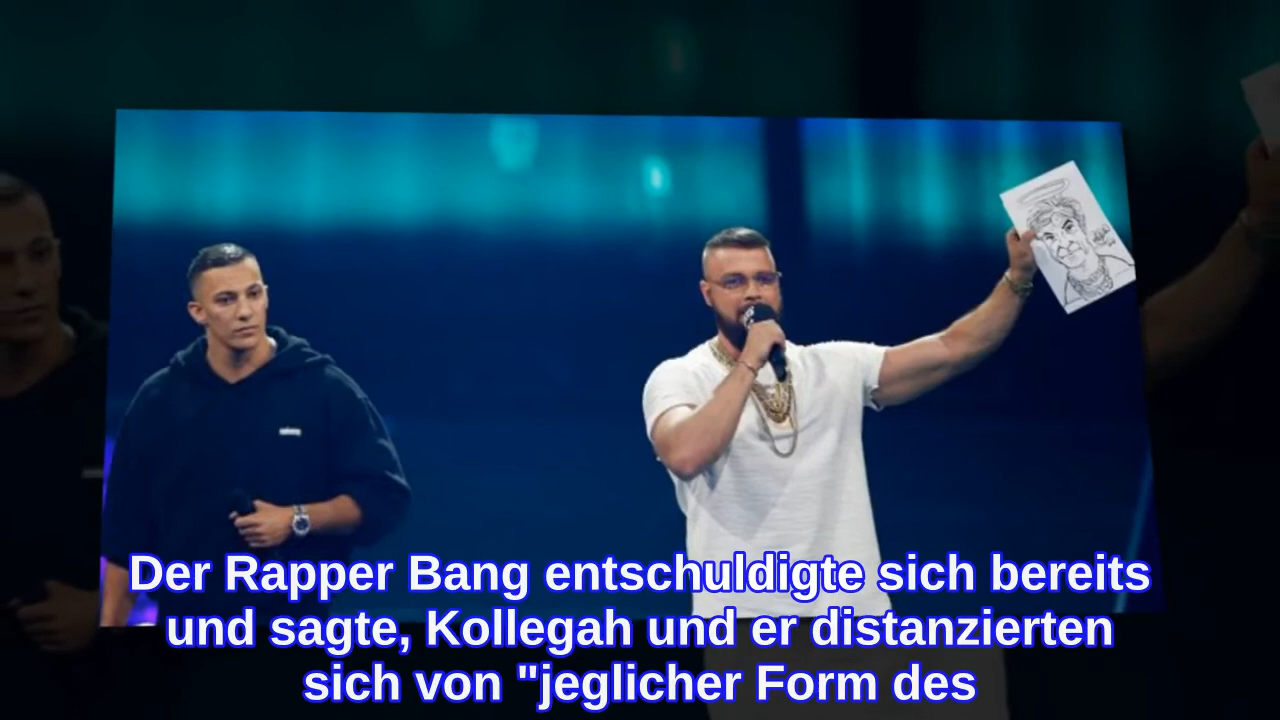 Der Rapper Bang entschuldigte sich bereits
und sagte, Kollegah und er distanzierten
sich von "jeglicher Form des